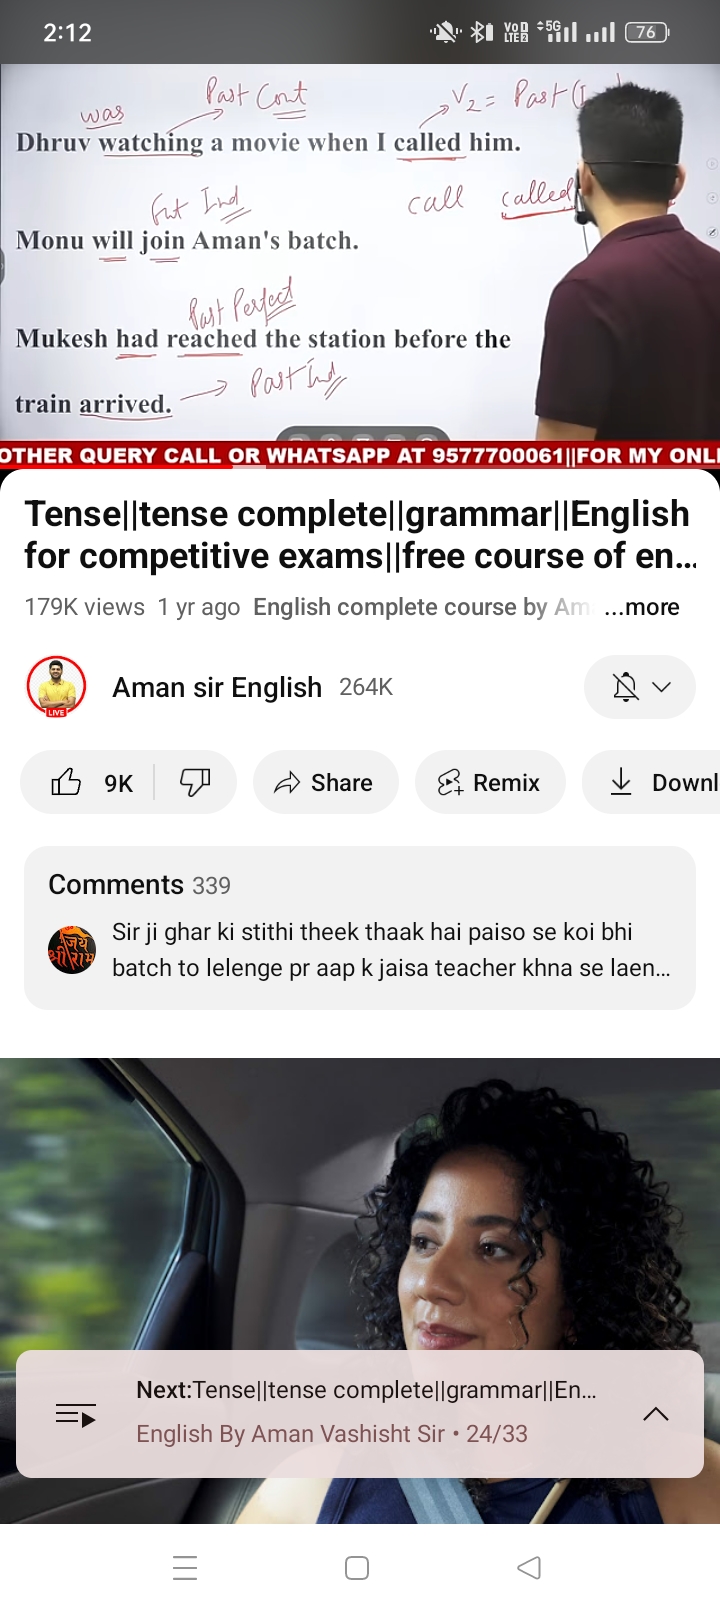 2:12
VoD
LTE2
5G
76
was
Past Cont
V2 = Past (I
Dhruv watching a movie when I called him.
call called
Fut Ind
Monu will join Aman's batch.
Past Perfect
Mukesh had reached the station before the
Past Ind
train arrived.
OTHER QUERY CALL OR WHATSAPP AT 9577700061||FOR MY ONLI
Tense||tense complete||grammar||English
for competitive exams||free course of en...
179K views 1 yr ago English complete course by Am ...more
LIVE
Aman sir English 264K
9K
Share
Remix
Downl
Comments 339
जय
श्री राम
Sir ji ghar ki stithi theek thaak hai paiso se koi bhi
batch to lelenge pr aap k jaisa teacher khna se laen...
Next:Tense||tense complete||grammar||En...
English By Aman Vashisht Sir • 24/33